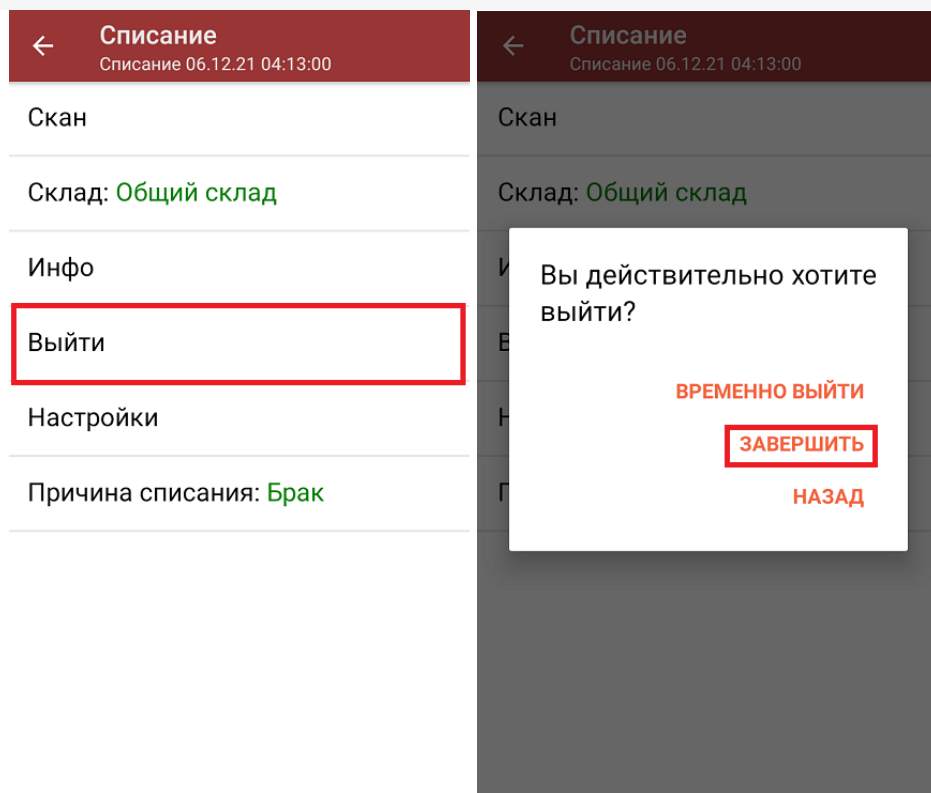 Списание
Списание 06.12.21 04:13:00
Скан
Склад: Общий склад
Инфо
Выйти
Настройки
Причина списания: Брак
Списание
Списание 06.12.21 04:13:00
Скан
Склад: Общий склад
Вы действительно хотите
выйти?
ВРЕМЕННО ВЫЙТИ
ЗАВЕРШИТЬ
НАЗАД